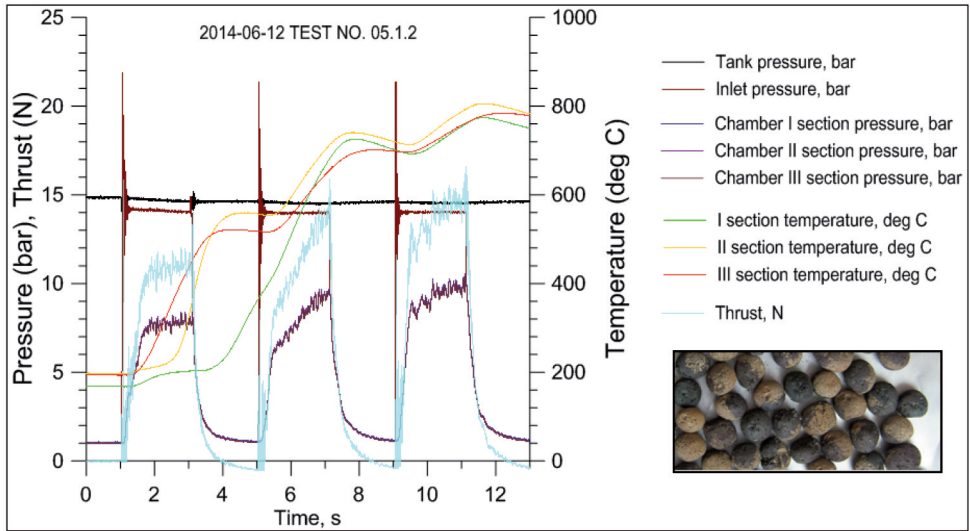 2014-06-12 TEST NO. 05.1.2
25
20
15
10
5
0
Pressure (bar), Thrust (N)
1000
800
600
400
200
0
Temperature (deg C)
0 2 4 6 8 10 12
Time, s
Tank pressure, bar
Inlet pressure, bar
Chamber I section pressure, bar
Chamber II section pressure, bar
Chamber III section pressure, bar
I section temperature, deg C
II section temperature, deg C
III section temperature, deg C
Thrust, N